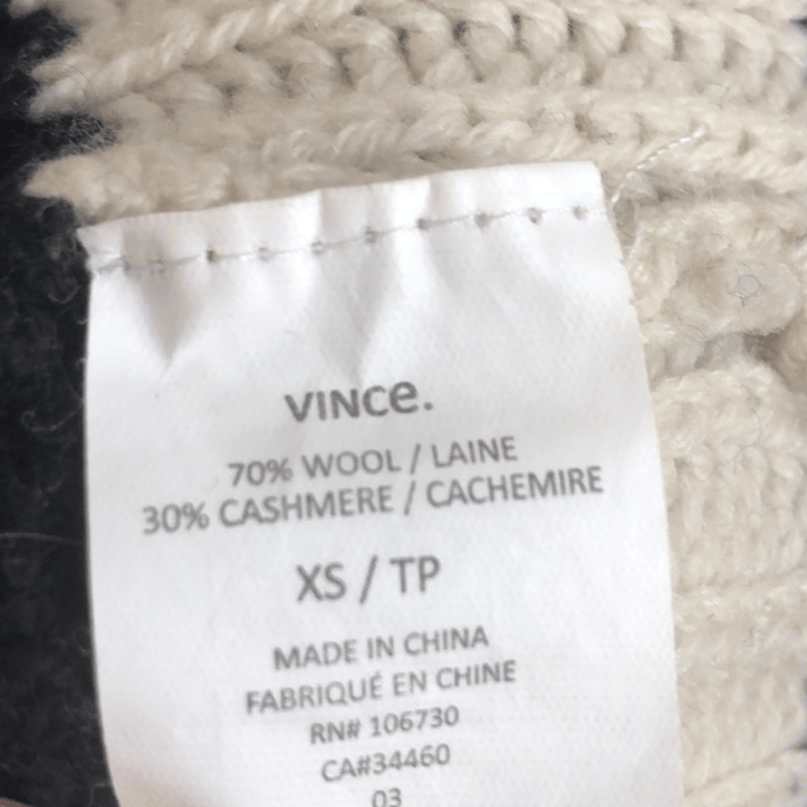 VINCe.
70% WOOL / LAINE
30% CASHMERE / CACHEMIRE
XS / TP
MADE IN CHINA
FABRIQUÉ EN CHINE
RN# 106730
CA#34460
03